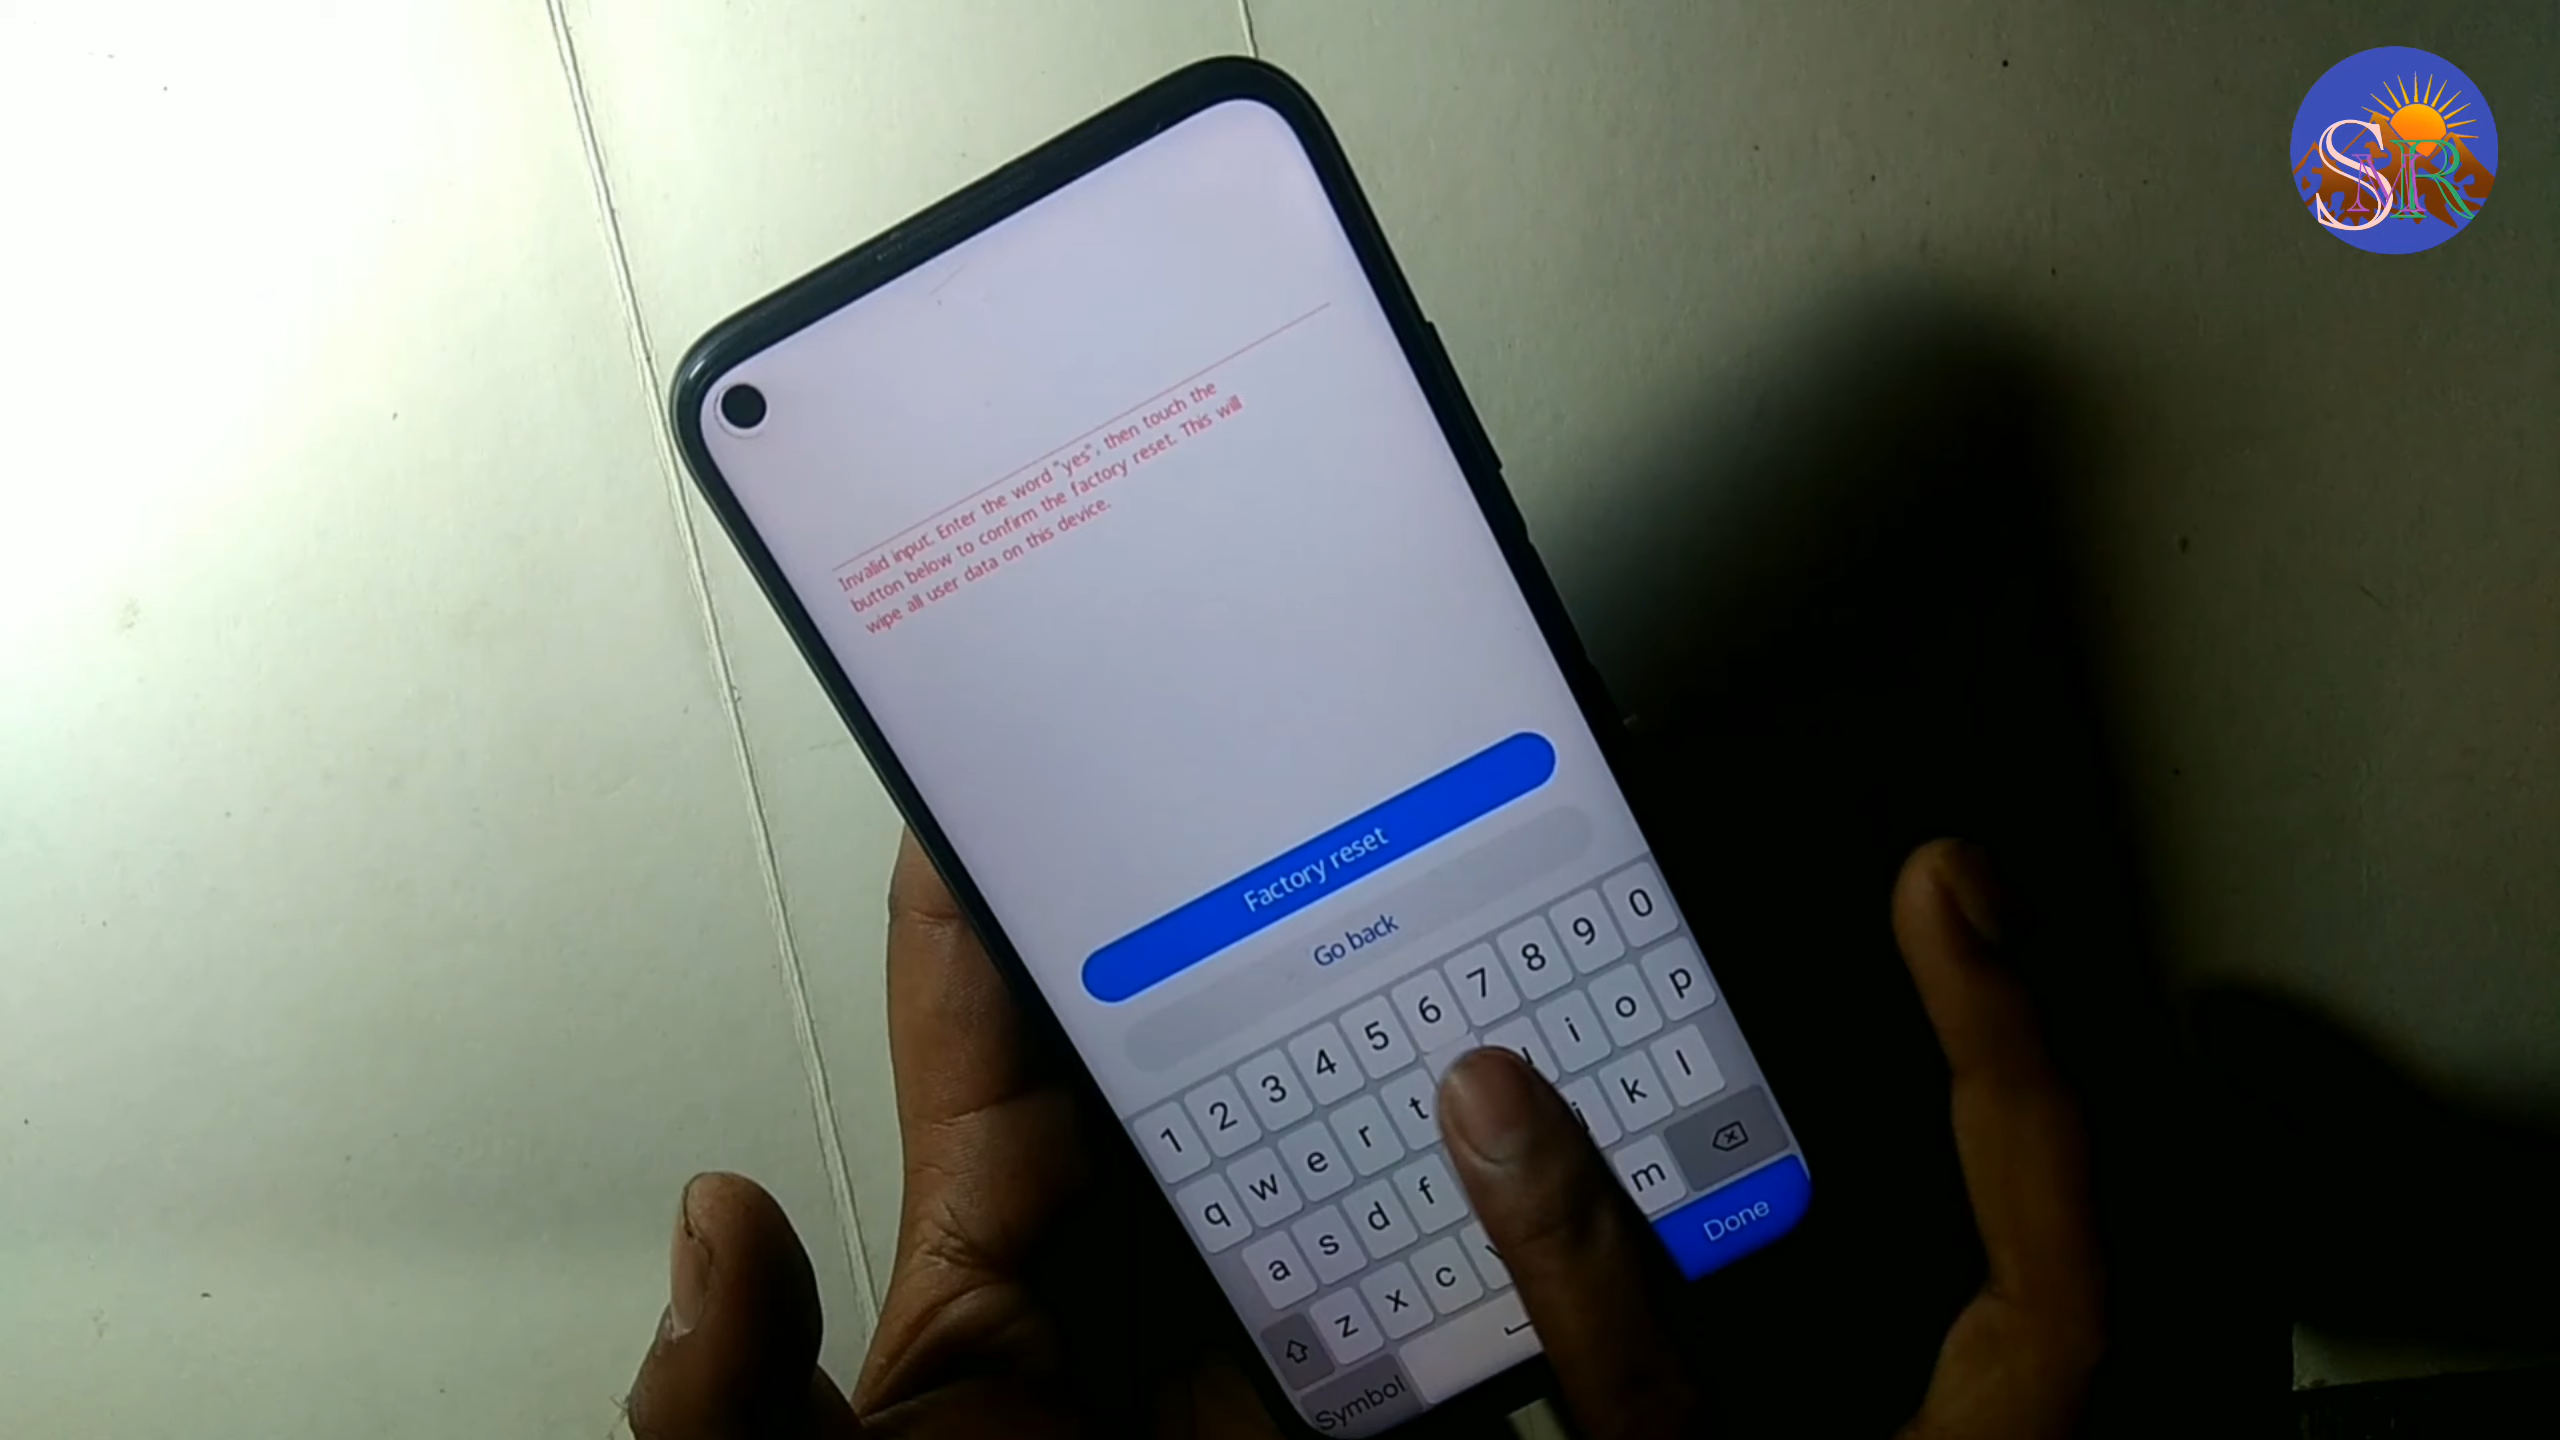 SMR
Invalid input. Enter the word "yes", then touch the
button below to confirm the factory reset. This will
wipe all user data on this device.
Factory reset
Go back
1 2 3 4 5 6 7 8 9 0
q w e r t u i o p
a s d f j k l
z x c v m
Symbol
Done